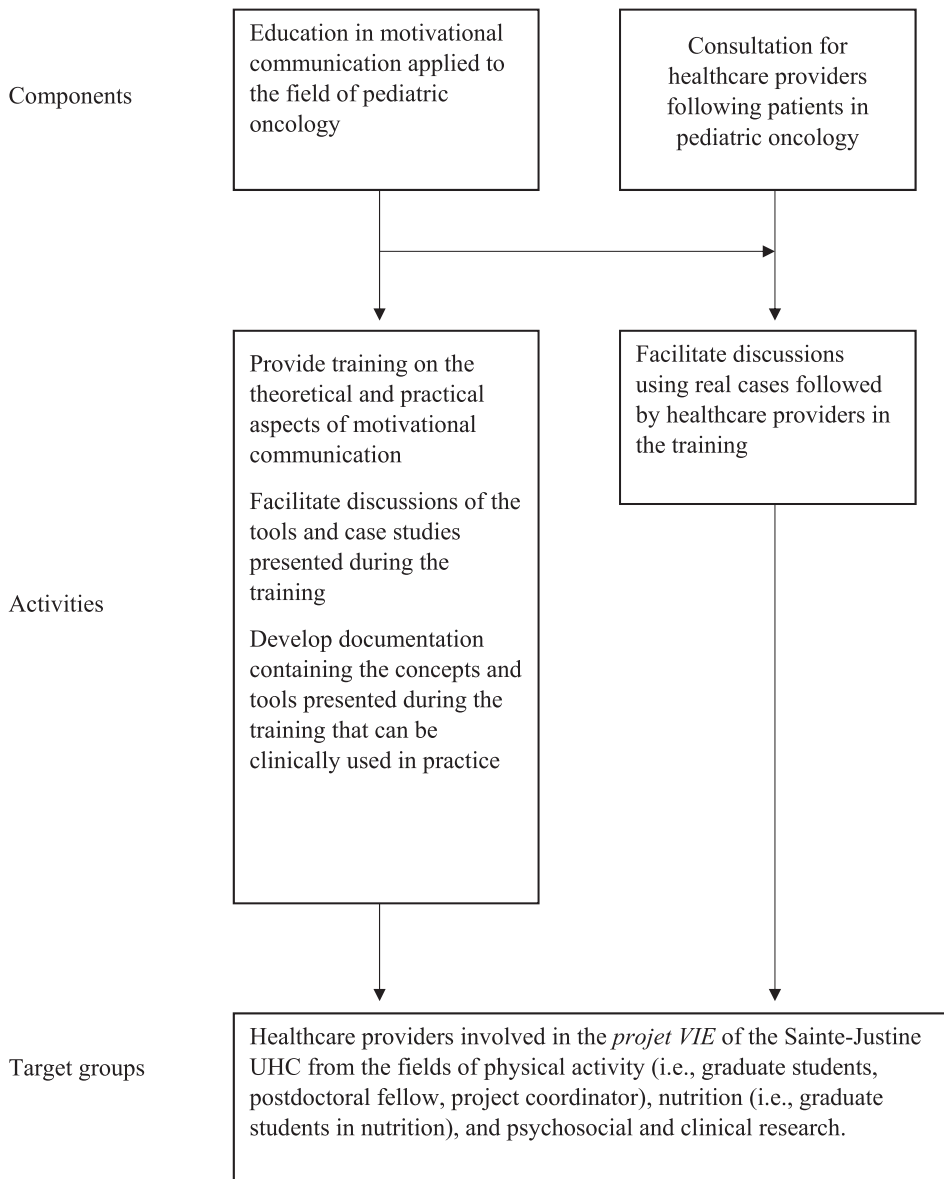 Components
Education in motivational
communication applied to
the field of pediatric
oncology
Consultation for
healthcare providers
following patients in
pediatric oncology
Activities
Provide training on the
theoretical and practical
aspects of motivational
communication
Facilitate discussions of the
tools and case studies
presented during the
training
Develop documentation
containing the concepts and
tools presented during the
training that can be
clinically used in practice
Facilitate discussions
using real cases followed
by healthcare providers in
the training
Target groups
Healthcare providers involved in the projet VIE of the Sainte-Justine
UHC from the fields of physical activity (i.e., graduate students,
postdoctoral fellow, project coordinator), nutrition (i.e., graduate
students in nutrition), and psychosocial and clinical research.